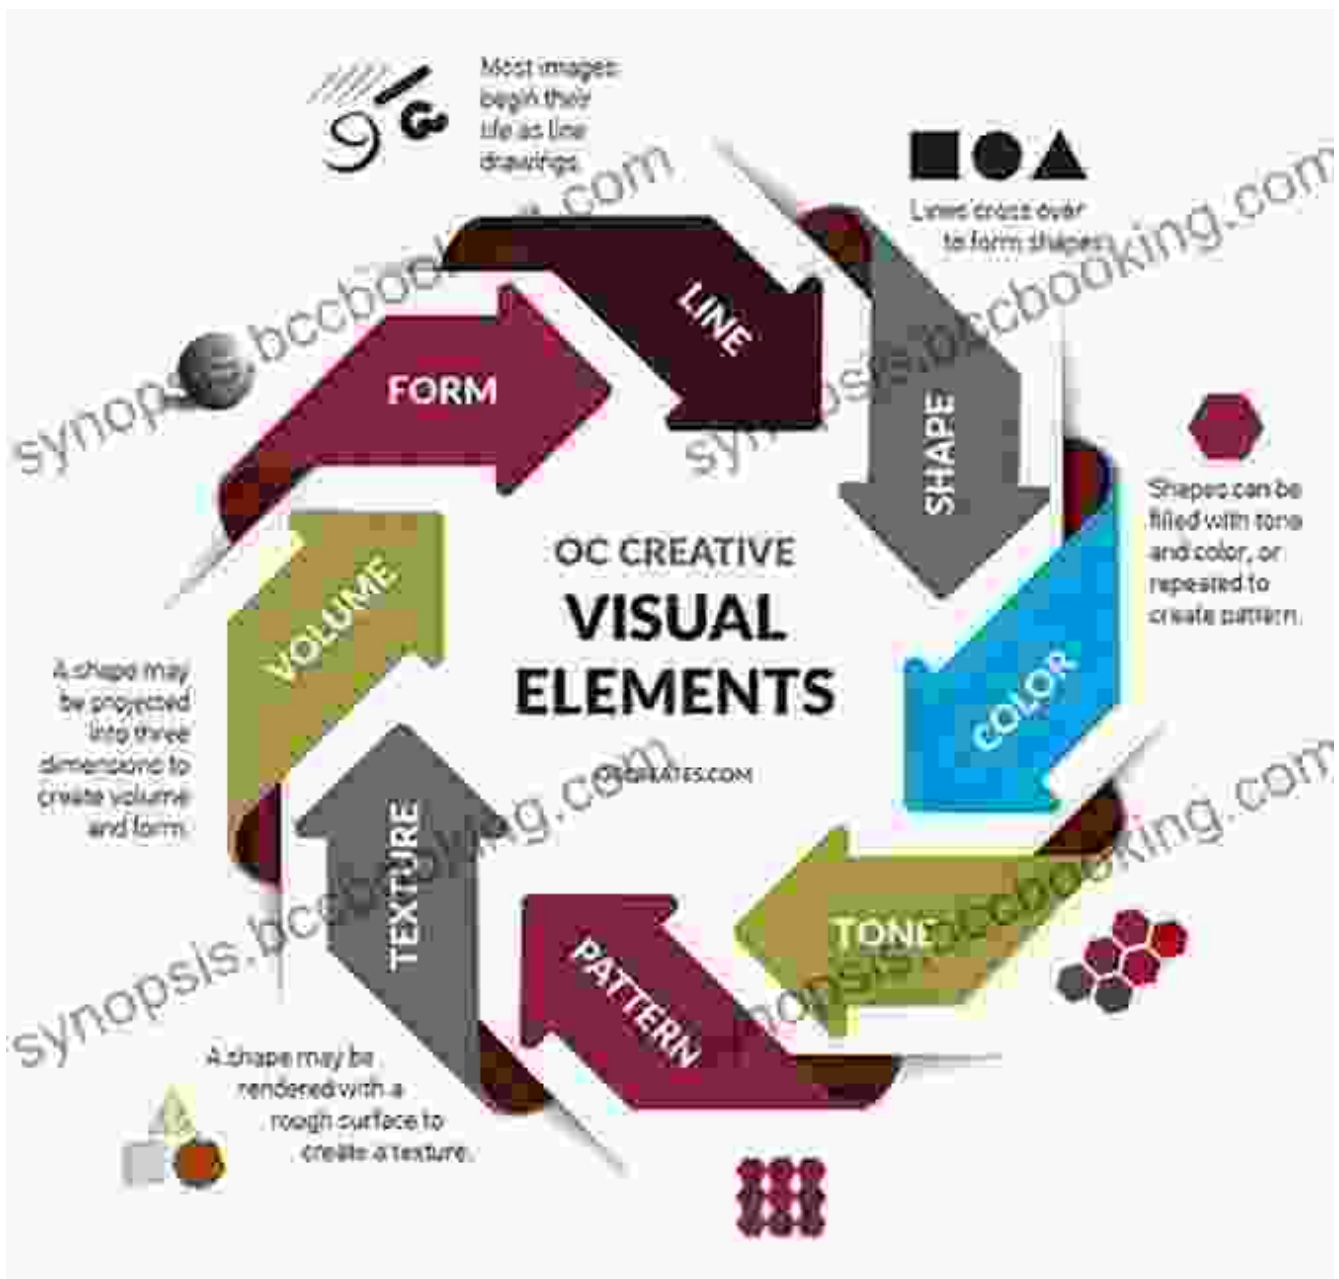 Most images
begin their
life as line
drawings.
Lines cross over
to form shapes.
LINE
FORM
SHAPE
Shapes can be
filled with tone
and color, or
repeated to
create pattern.
OC CREATIVE
VISUAL
ELEMENTS
VOLUME
COLOR
A shape may
be projected
into three
dimensions to
create volume
and form.
TEXTURE
TONE
PATTERN
A shape may be
rendered with a
rough surface to
create a texture.
synopsis.bccbooking.com
synopsis.bccbooking.com
synopsis.bccbooking.com